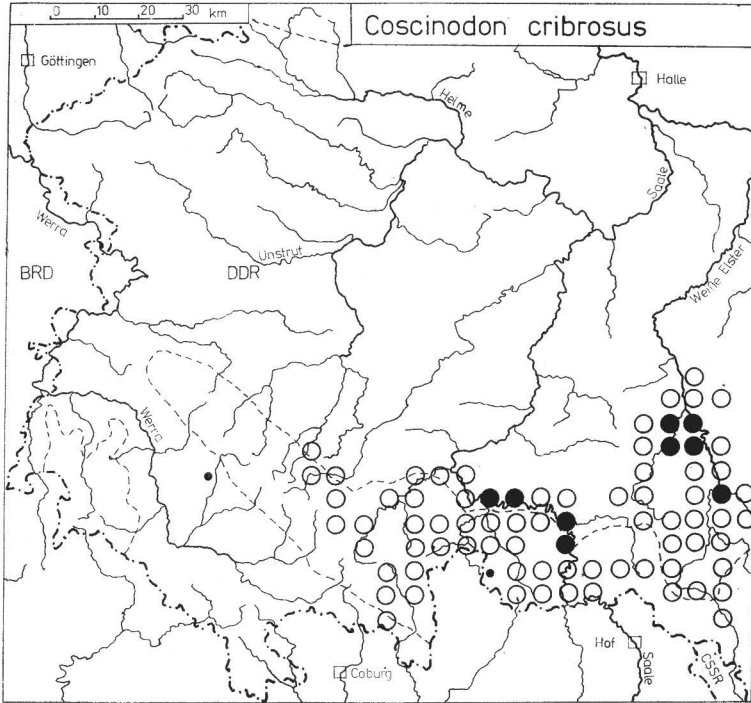 0 10 20 30 km
Coscinodon cribrosus
Göttingen
Halle
Helme
Saale
Werra
Unstrut
BRD
DDR
Weiße Elster
Werra
Hof
Coburg
Saale
CSSR